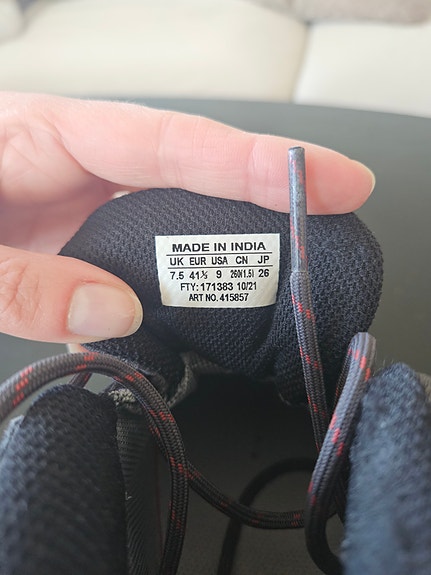 MADE IN INDIA
UK EUR USA CN JP
7.5 41⅓ 9 260(1.5) 26
FTY: 171383 10/21
ART NO. 415857